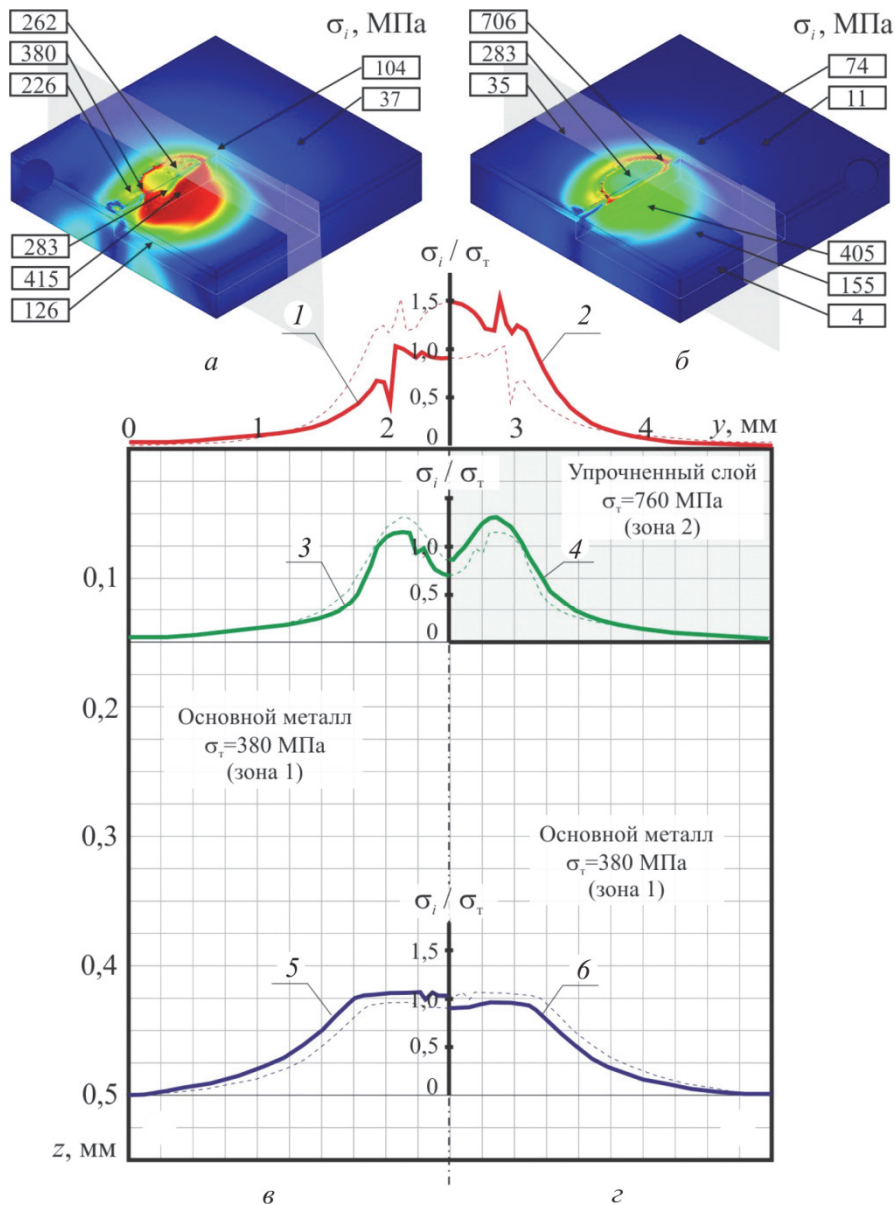 262
380
226
σi, МПа
104
37
283
415
126
а
706
283
35
σi, МПа
74
11
405
155
4
б
σi / σт
1,5
1,0
0,5
0
1
2
0
1
2
3
4
y, мм
σi / σт
1,0
0,5
0
3
4
Упрочненный слой
σт=760 МПа
(зона 2)
0,1
0,2
0,3
0,4
0,5
z, мм
Основной металл
σт=380 МПа
(зона 1)
Основной металл
σт=380 МПа
(зона 1)
σi / σт
1,5
1,0
0,5
0
5
6
в
г